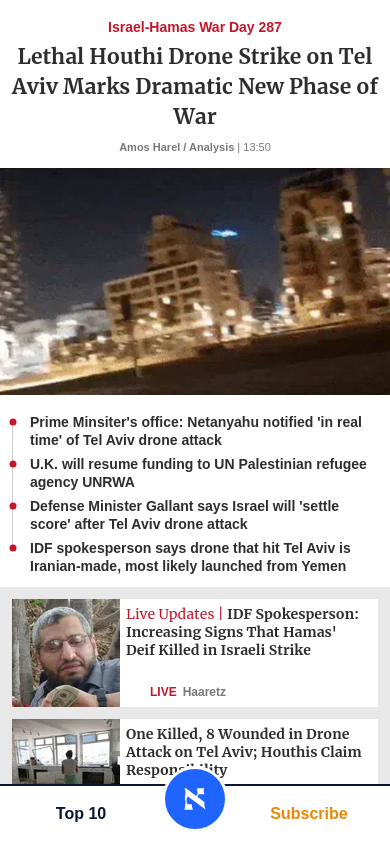 Israel-Hamas War Day 287
Lethal Houthi Drone Strike on Tel
Aviv Marks Dramatic New Phase of
War
Amos Harel / Analysis | 13:50
Prime Minsiter's office: Netanyahu notified 'in real
time' of Tel Aviv drone attack
U.K. will resume funding to UN Palestinian refugee
agency UNRWA
Defense Minister Gallant says Israel will 'settle
score' after Tel Aviv drone attack
IDF spokesperson says drone that hit Tel Aviv is
Iranian-made, most likely launched from Yemen
Live Updates | IDF Spokesperson:
Increasing Signs That Hamas'
Deif Killed in Israeli Strike
LIVE Haaretz
One Killed, 8 Wounded in Drone
Attack on Tel Aviv; Houthis Claim
Responsibility
Top 10
Subscribe